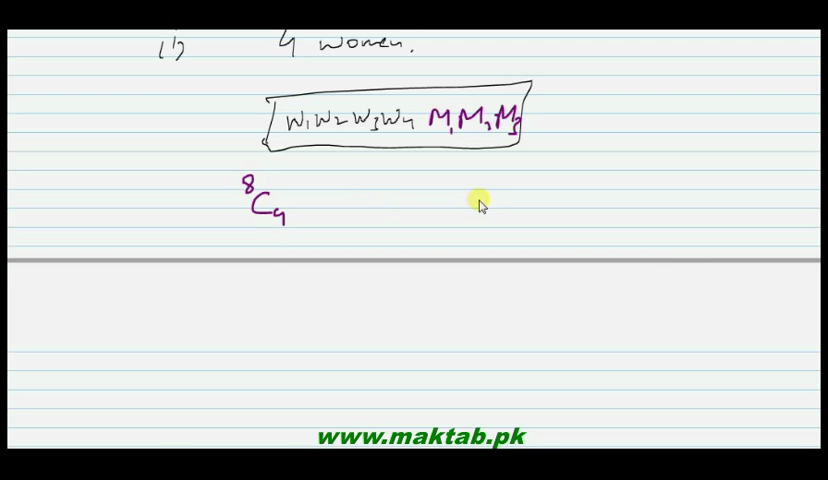 (i) 4 women.
W₁W₂W₃W₄ M₁M₂M₃
⁸C₄
www.maktab.pk